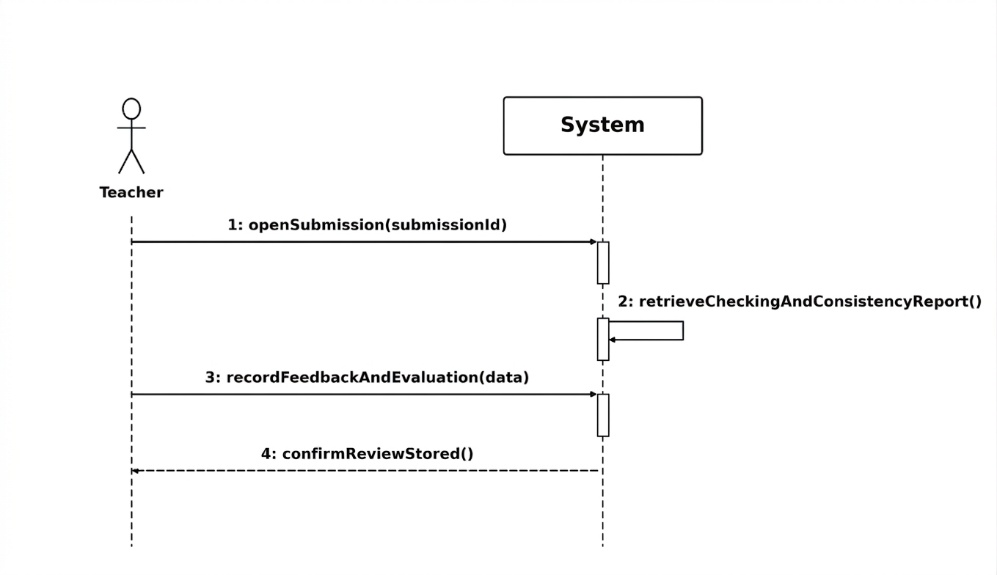 System
Teacher
1: openSubmission(submissionId)
2: retrieveCheckingAndConsistencyReport()
3: recordFeedbackAndEvaluation(data)
4: confirmReviewStored()